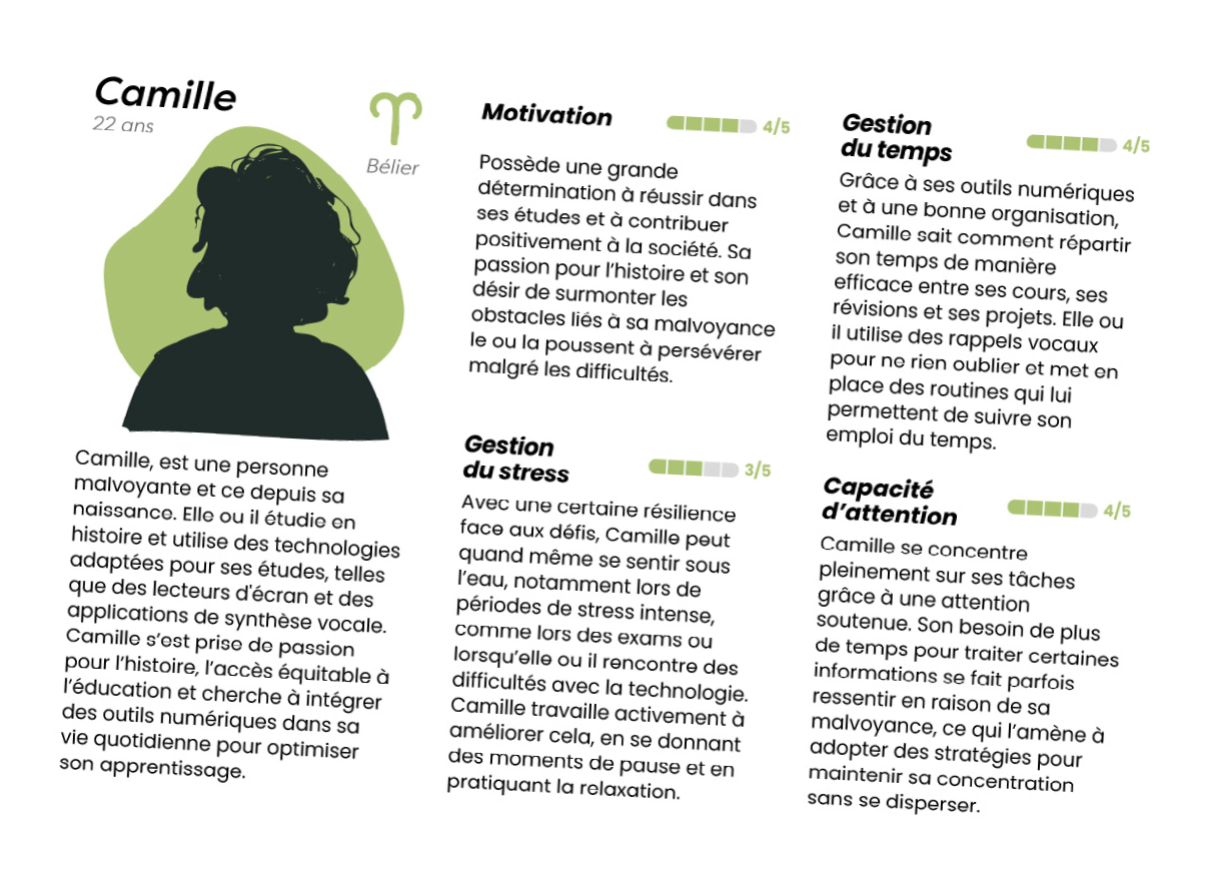 Camille
22 ans
Bélier
Camille, est une personne
malvoyante et ce depuis sa
naissance. Elle ou il étudie en
histoire et utilise des technologies
adaptées pour ses études, telles
que des lecteurs d'écran et des
applications de synthèse vocale.
Camille s'est prise de passion
pour l'histoire, l'accès équitable à
l'éducation et cherche à intégrer
des outils numériques dans sa
vie quotidienne pour optimiser
son apprentissage.
Motivation
4/5
Possède une grande
détermination à réussir dans
ses études et à contribuer
positivement à la société. Sa
passion pour l'histoire et son
désir de surmonter les
obstacles liés à sa malvoyance
le ou la poussent à persévérer
malgré les difficultés.
Gestion
du stress
3/5
Avec une certaine résilience
face aux défis, Camille peut
quand même se sentir sous
l'eau, notamment lors de
périodes de stress intense,
comme lors des exams ou
lorsqu'elle ou il rencontre des
difficultés avec la technologie.
Camille travaille activement à
améliorer cela, en se donnant
des moments de pause et en
pratiquant la relaxation.
Gestion
du temps
4/5
Grâce à ses outils numériques
et à une bonne organisation,
Camille sait comment répartir
son temps de manière
efficace entre ses cours, ses
révisions et ses projets. Elle ou
il utilise des rappels vocaux
pour ne rien oublier et met en
place des routines qui lui
permettent de suivre son
emploi du temps.
Capacité
d'attention
4/5
Camille se concentre
pleinement sur ses tâches
grâce à une attention
soutenue. Son besoin de plus
de temps pour traiter certaines
informations se fait parfois
ressentir en raison de sa
malvoyance, ce qui l'amène à
adopter des stratégies pour
maintenir sa concentration
sans se disperser.